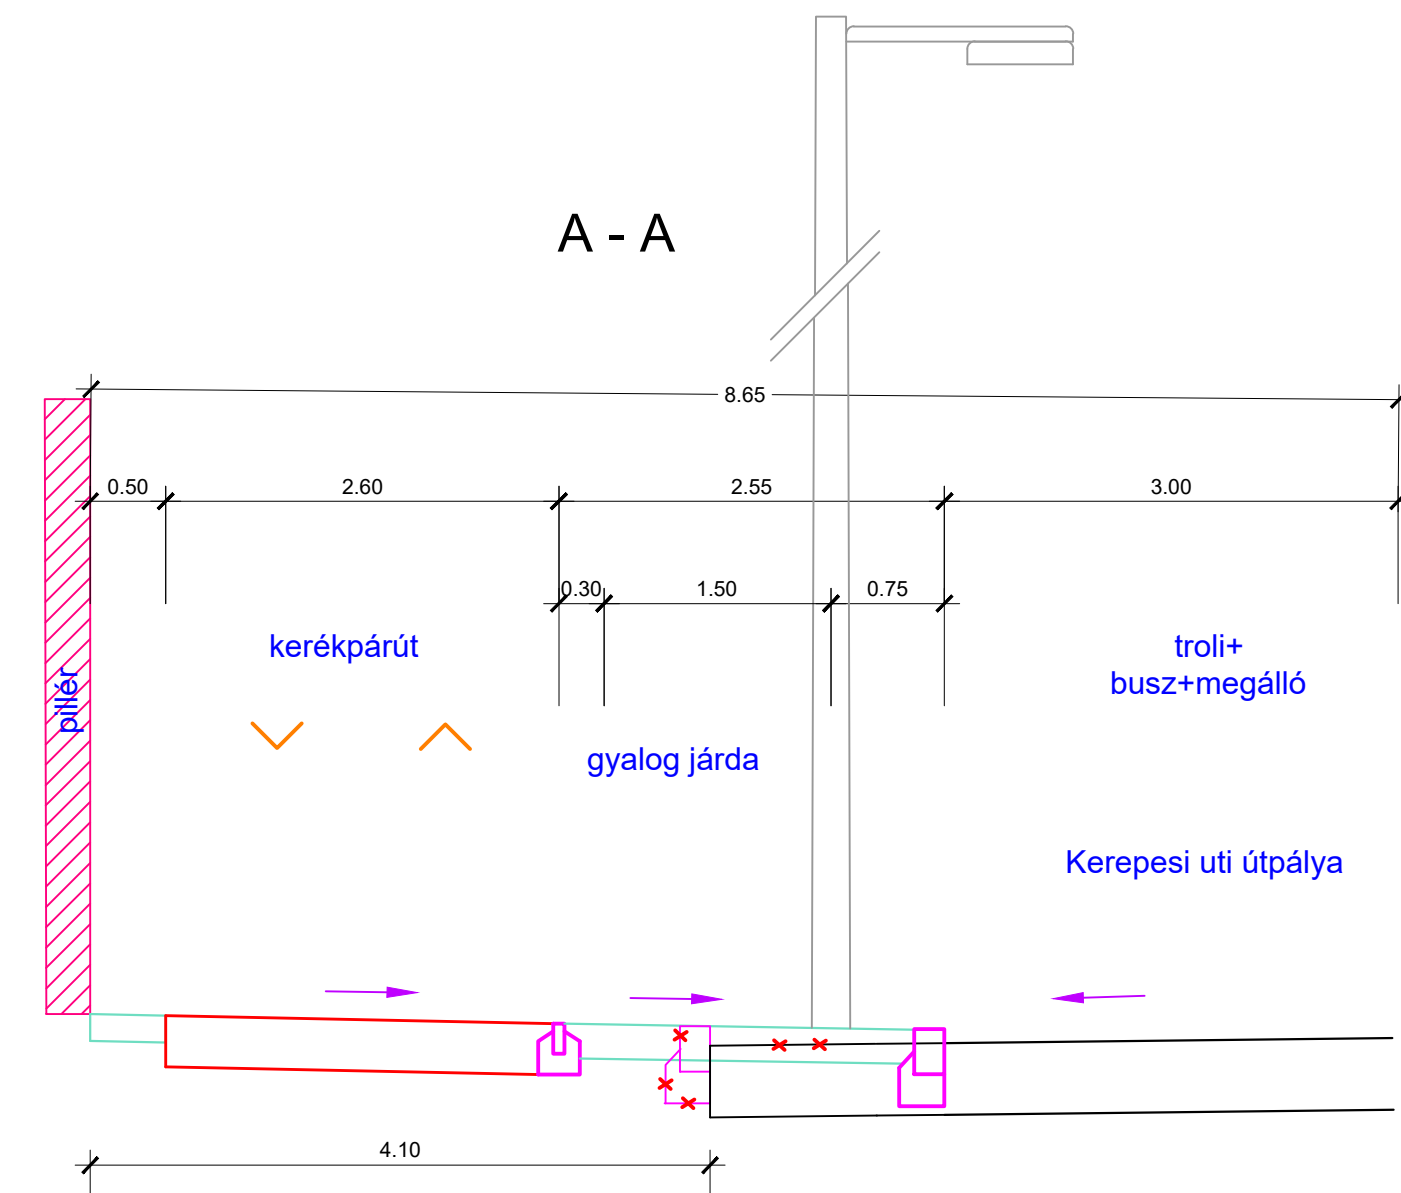 A - A
8.65
0.50
2.60
2.55
3.00
0.30
1.50
0.75
kerékpárút
troli+
busz+megálló
pillér
gyalog járda
Kerepesi uti útpálya
4.10